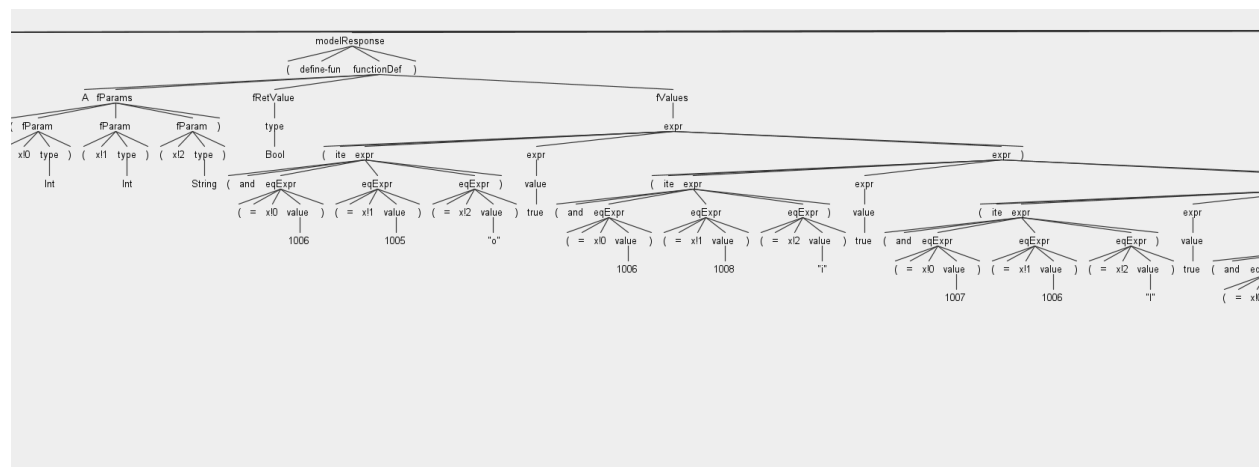 modelResponse
( define-fun functionDef )
A fParams fRetValue fValues
( fParam fParam fParam ) type expr
x!0 type ) ( x!1 type ) ( x!2 type ) Bool ( ite expr expr expr )
Int Int String ( and eqExpr eqExpr eqExpr ) value ( ite expr expr
( = x!0 value ) ( = x!1 value ) ( = x!2 value ) true ( and eqExpr eqExpr eqExpr ) value ( ite expr expr
1006 1005 "o" ( = x!0 value ) ( = x!1 value ) ( = x!2 value ) true ( and eqExpr eqExpr eqExpr ) value
1006 1008 "i" ( = x!0 value ) ( = x!1 value ) ( = x!2 value ) true ( and
1007 1006 ( =